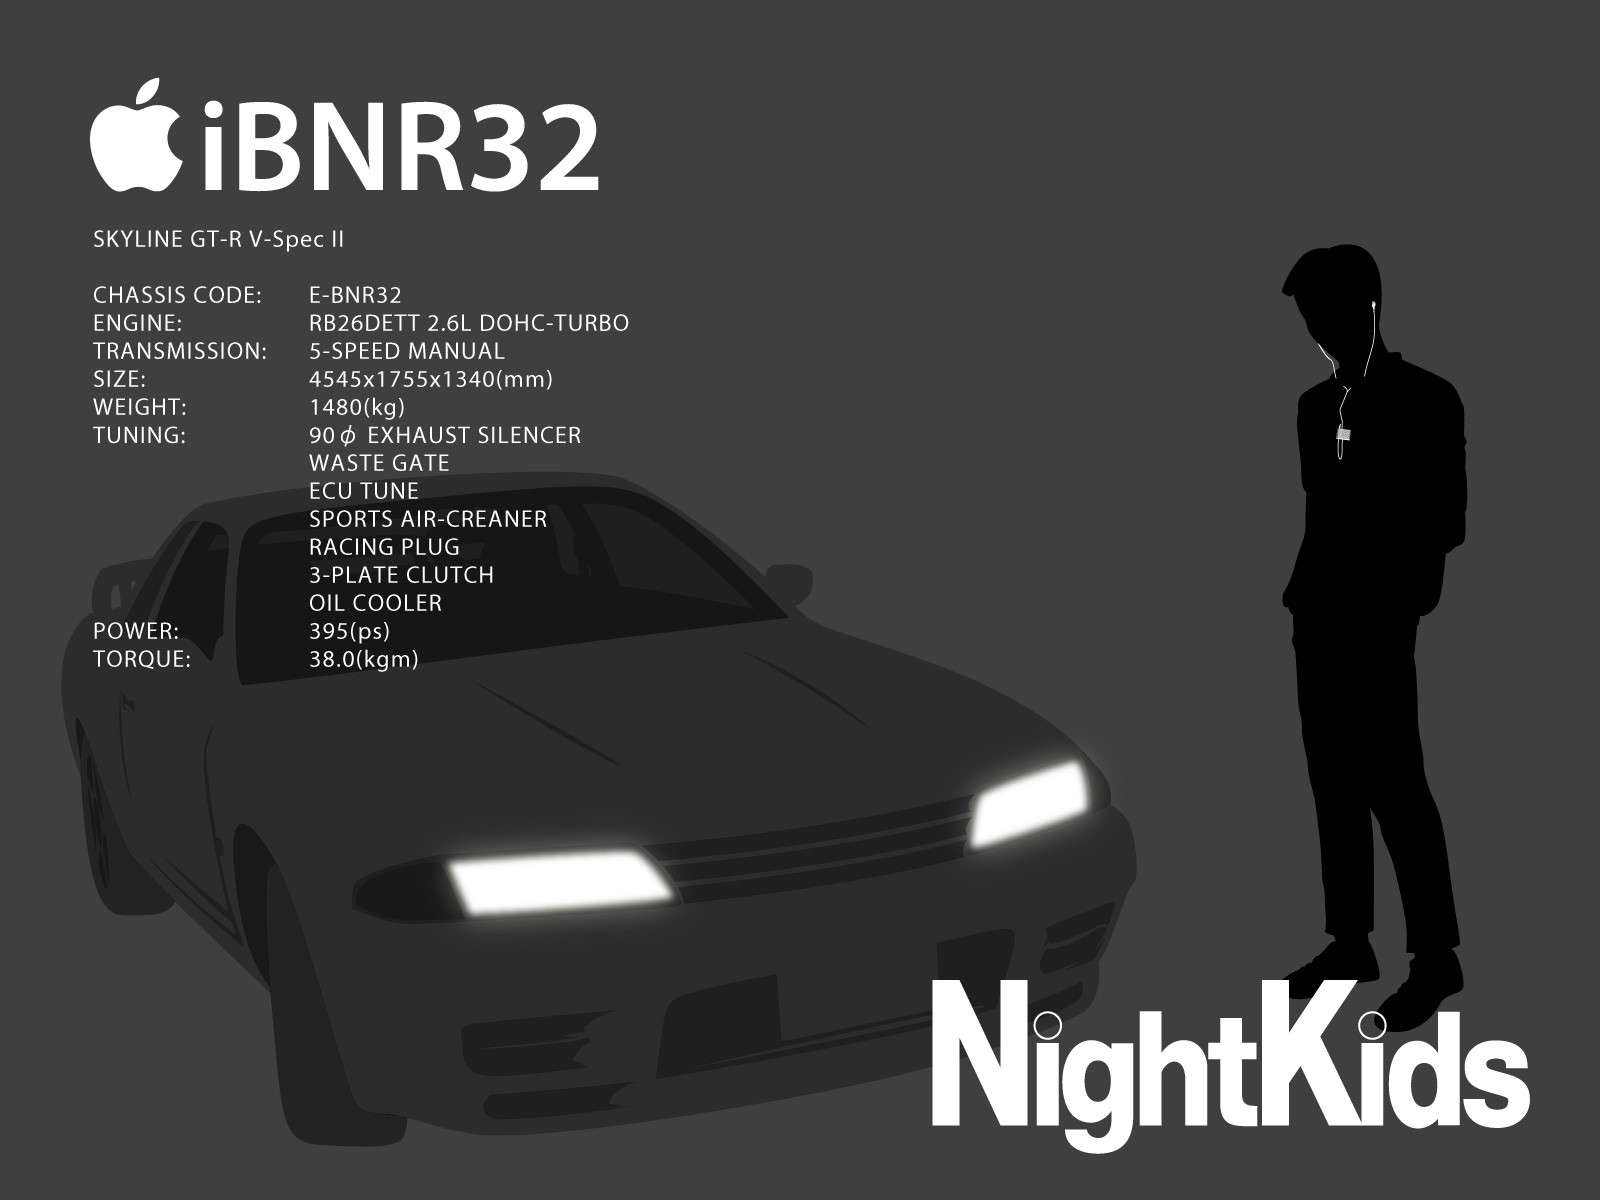 iBNR32
SKYLINE GT-R V-Spec II
CHASSIS CODE: E-BNR32
ENGINE: RB26DETT 2.6L DOHC-TURBO
TRANSMISSION: 5-SPEED MANUAL
SIZE: 4545x1755x1340(mm)
WEIGHT: 1480(kg)
TUNING: 90φ EXHAUST SILENCER
WASTE GATE
ECU TUNE
SPORTS AIR-CREANER
RACING PLUG
3-PLATE CLUTCH
OIL COOLER
POWER: 395(ps)
TORQUE: 38.0(kgm)
NightKids